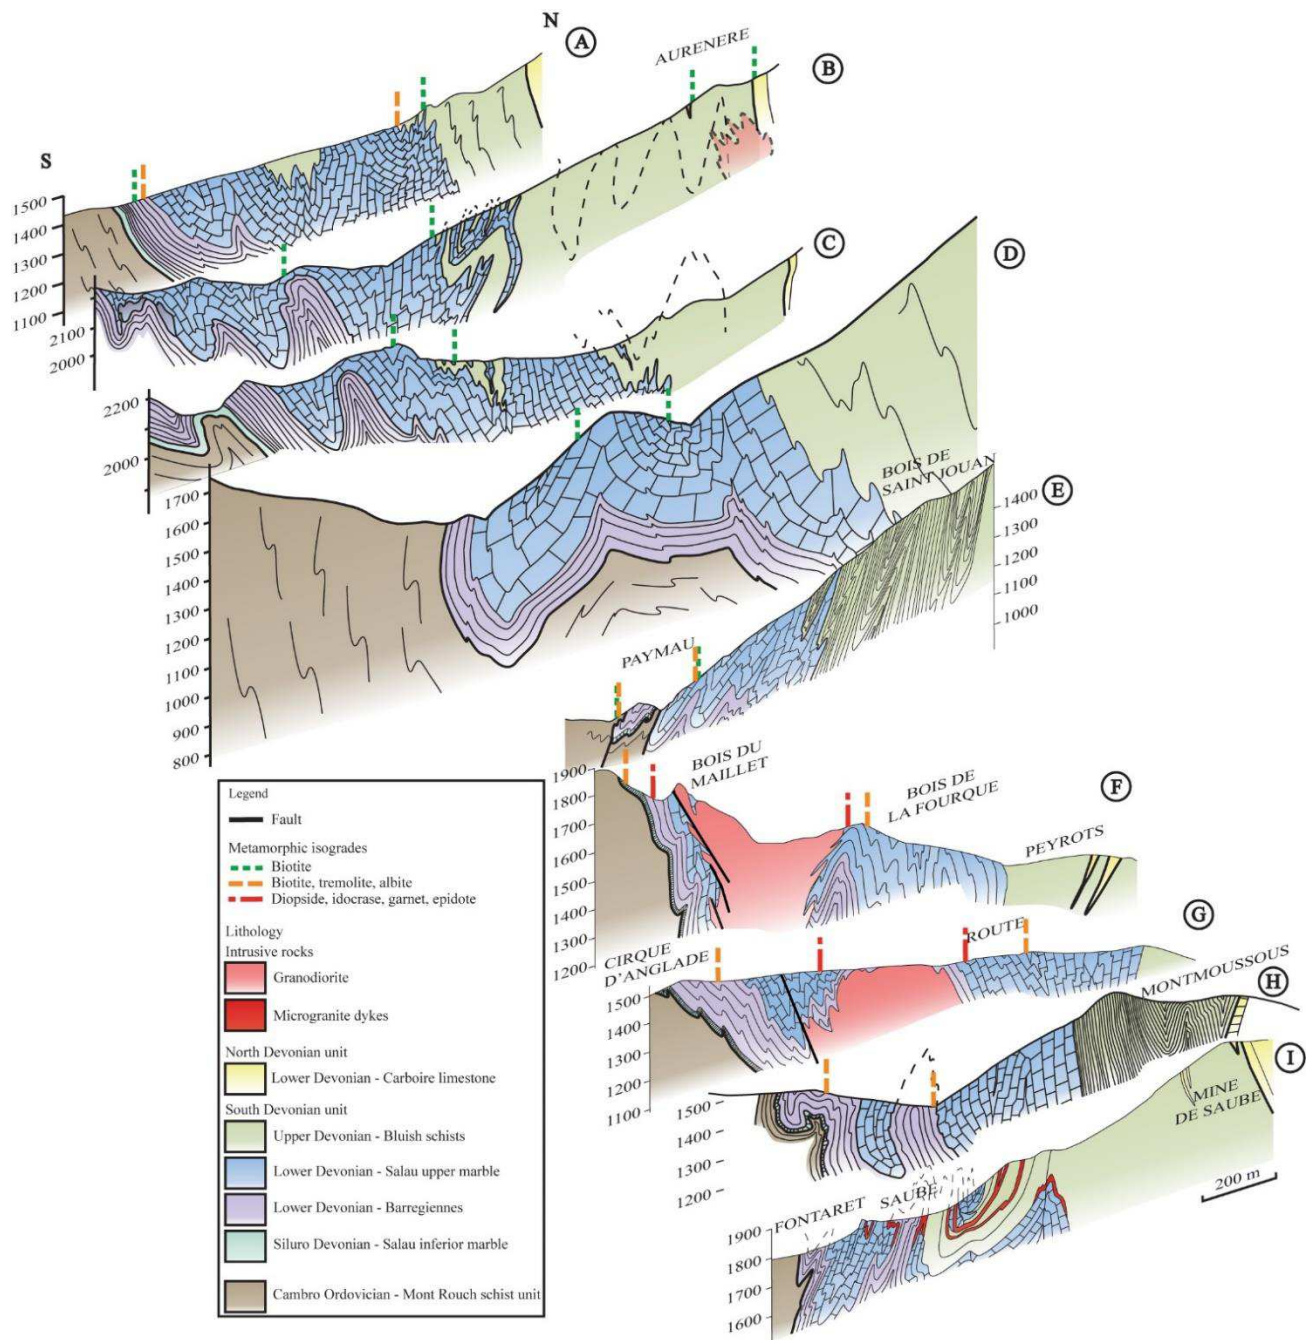 N
A
AURENERE
B
S
1500
1400
1300
1200
1100
C
D
2100
2000
2200
2000
1700
1600
1500
1400
1300
1200
1100
1000
900
800
BOIS DE
SAINT JOUAN
E
1400
1300
1200
1100
1000
PAYMAU
1900
1800
1700
1600
1500
1400
1300
1200
BOIS DU
MAILLET
BOIS DE
LA FOURQUE
F
PEYROTS
G
CIRQUE
D'ANGLADE
ROUTE
1500
1400
1300
1200
1100
MONTMOUSSOUS
H
1500
1400
1300
1200
I
MINE
DE SAUBE
FONTARET
SAUBE
200 m
1900
1800
1700
1600
Legend
Fault
Metamorphic isogrades
Biotite
Biotite, tremolite, albite
Diopside, idocrase, garnet, epidote
Lithology
Intrusive rocks
Granodiorite
Microgranite dykes
North Devonian unit
Lower Devonian - Carboire limestone
South Devonian unit
Upper Devonian - Bluish schists
Lower Devonian - Salau upper marble
Lower Devonian - Barregiennes
Siluro Devonian - Salau inferior marble
Cambro Ordovician - Mont Rouch schist unit